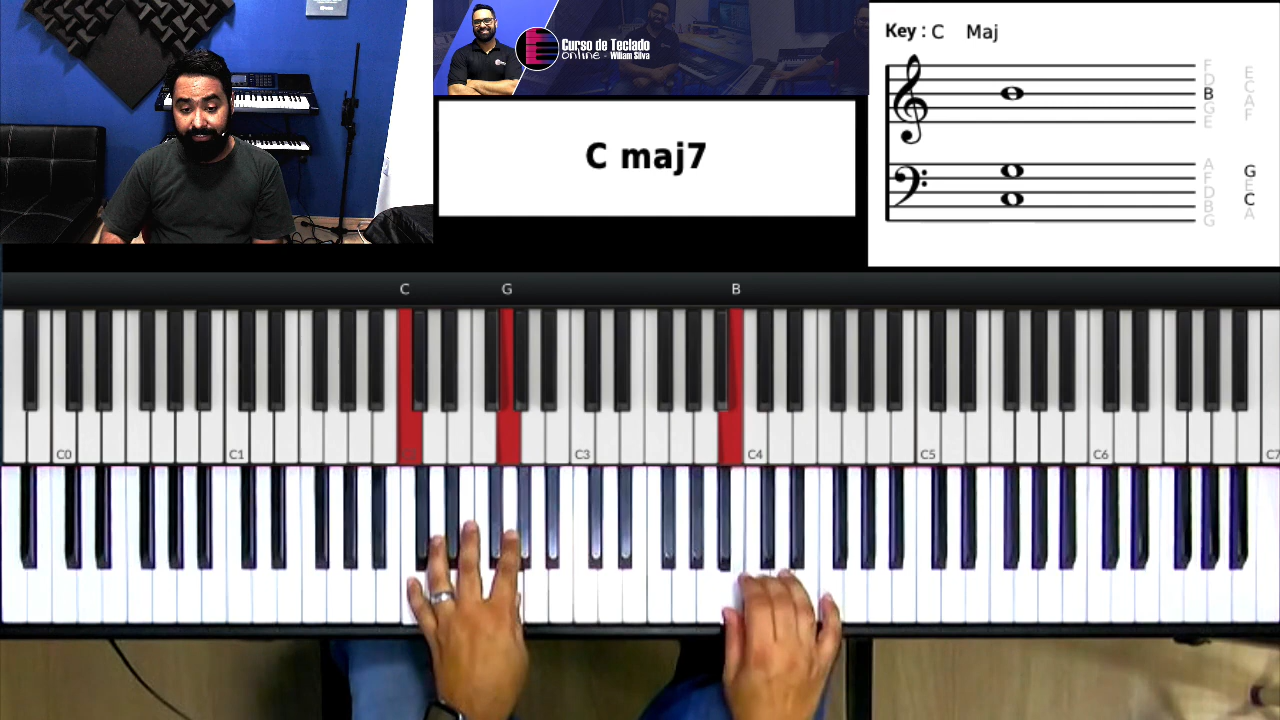 Curso de Teclado
online - Wiliam Silva
C maj7
Key : C Maj
F
D
B
G
E
E
C
A
F
A
F
D
B
G
G
E
C
A
C G B
C0 C1 C3 C4 C5 C6 C7